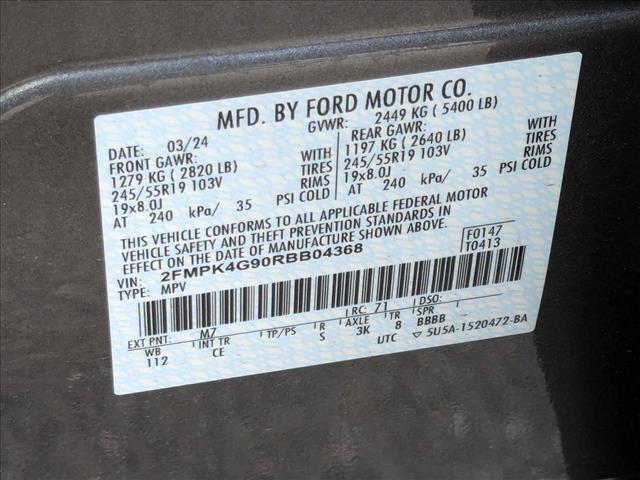 MFD. BY FORD MOTOR CO.
DATE: 03/24 GVWR: 2449 KG ( 5400 LB)
FRONT GAWR: WITH REAR GAWR: WITH
1279 KG ( 2820 LB) TIRES 1197 KG ( 2640 LB) TIRES
245/55R19 103V RIMS 245/55R19 103V RIMS
19x8.0J 19x8.0J
AT 240 kPa/ 35 PSI COLD AT 240 kPa/ 35 PSI COLD
THIS VEHICLE CONFORMS TO ALL APPLICABLE FEDERAL MOTOR
VEHICLE SAFETY AND THEFT PREVENTION STANDARDS IN
EFFECT ON THE DATE OF MANUFACTURE SHOWN ABOVE.
F0147
T0413
VIN: 2FMPK4G90RBB04368
TYPE: MPV
EXT PNT: M7 RC: 71 DSO:
WB INT TR TP/PS R AXLE TR SPR
112 CE S 3K 8 BBBB
UTC ▽ 5U5A-1520472-BA